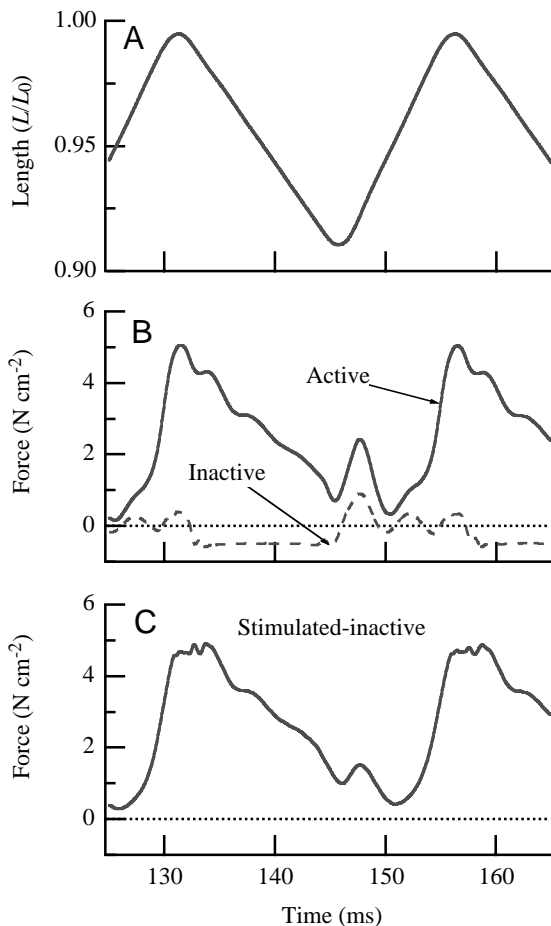 A
1.00
0.95
0.90
Length (L/L0)
B
6
4
2
0
Force (N cm-2)
Active
Inactive
C
Stimulated-inactive
6
4
2
0
Force (N cm-2)
130 140 150 160
Time (ms)